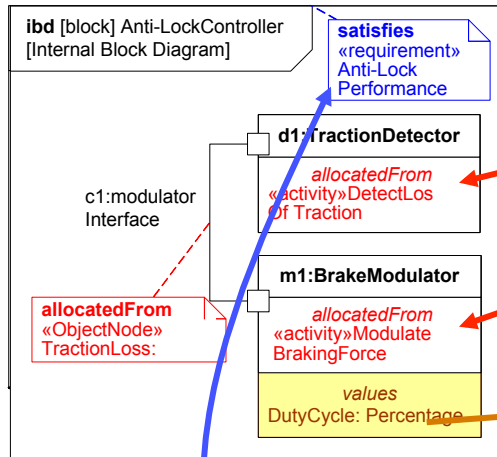 ibd [block] Anti-LockController
[Internal Block Diagram]
satisfies
«requirement»
Anti-Lock
Performance
d1:TractionDetector
allocatedFrom
«activity»DetectLos
Of Traction
c1:modulator
Interface
m1:BrakeModulator
allocatedFrom
«activity»Modulate
BrakingForce
allocatedFrom
«ObjectNode»
TractionLoss:
values
DutyCycle: Percentage